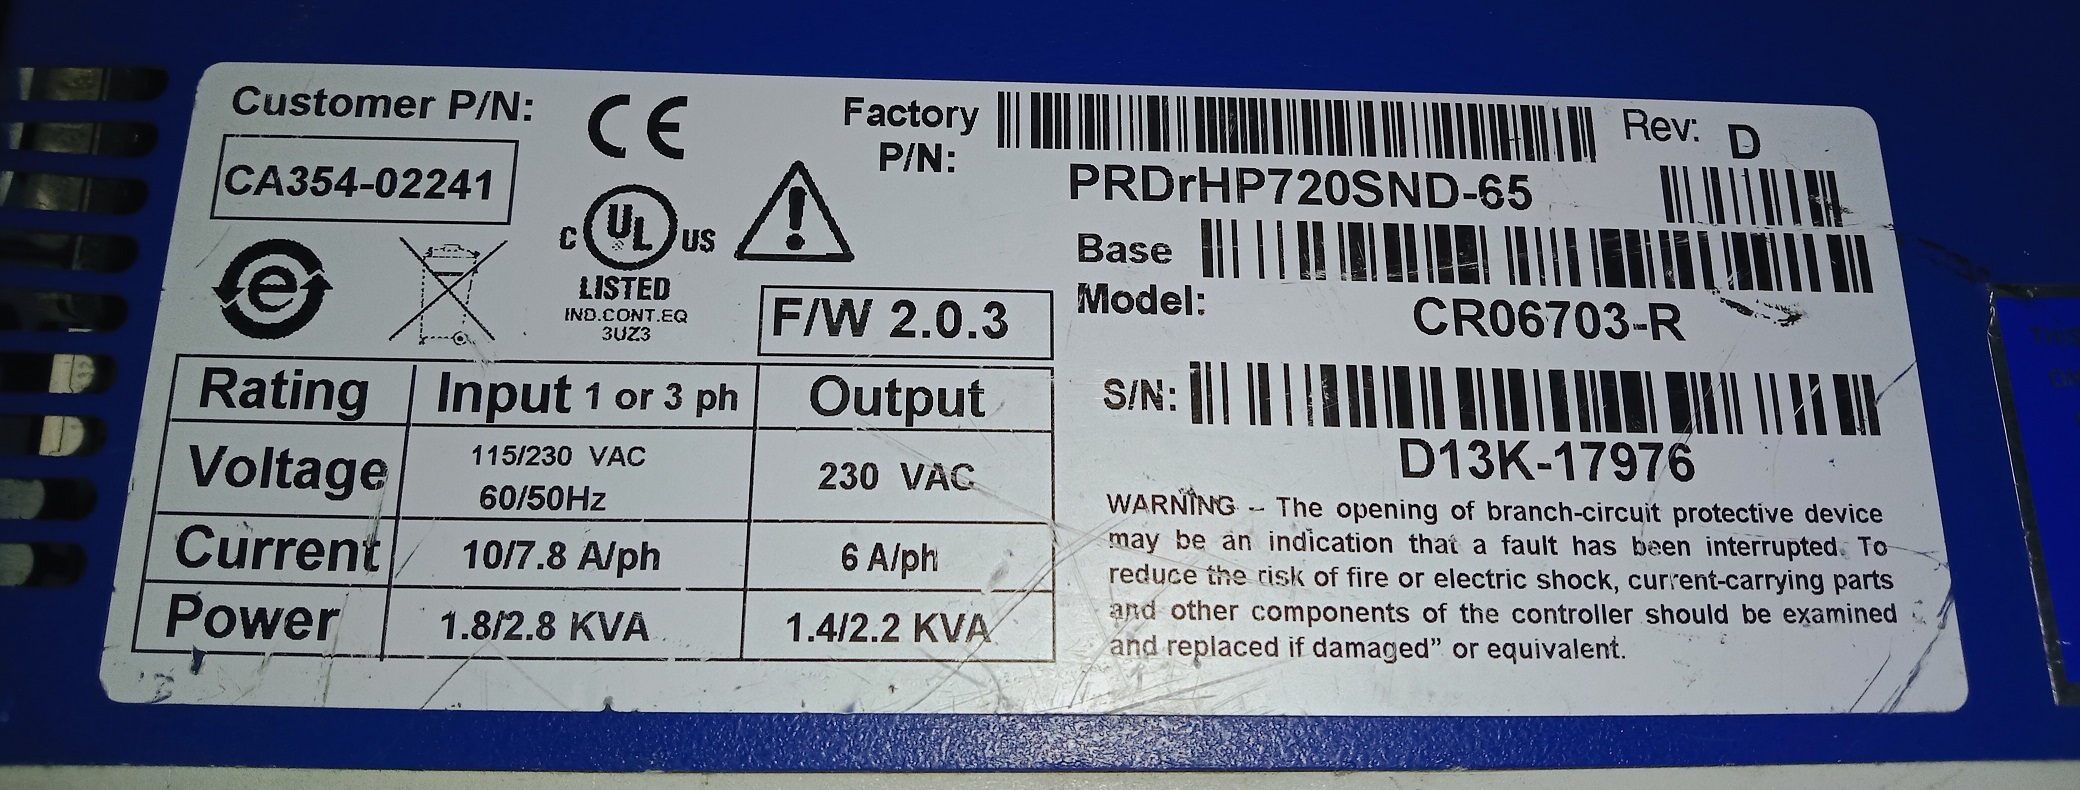 Customer P/N:
CA354-02241
CE
C UL US
LISTED
IND.CONT.EQ
3UZ3
e
F/W 2.0.3
Factory
P/N:
PRDrHP720SND-65
Rev: D
Base
Model:
CR06703-R
S/N:
D13K-17976
Rating Input 1 or 3 ph Output
Voltage 115/230 VAC 230 VAC
60/50Hz
Current 10/7.8 A/ph 6 A/ph
Power 1.8/2.8 KVA 1.4/2.2 KVA
WARNING – The opening of branch-circuit protective device
may be an indication that a fault has been interrupted. To
reduce the risk of fire or electric shock, current-carrying parts
and other components of the controller should be examined
and replaced if damaged” or equivalent.